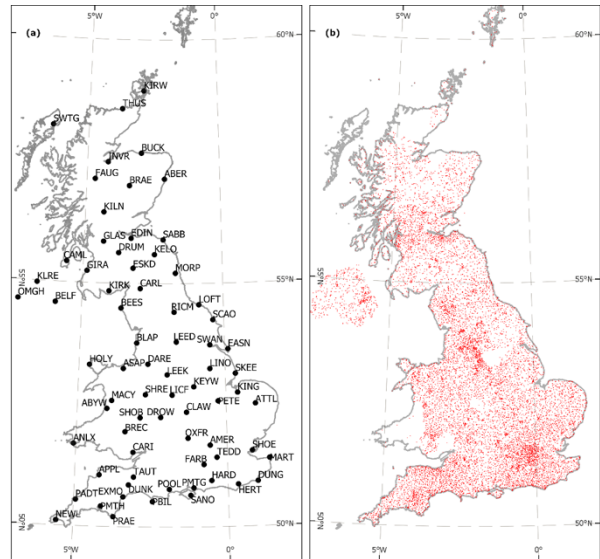 5°W 0°
(a)
60°N
KIRW
THUS
SWTG
BUCK
INVR
FAUG
BRAE
ABER
KILN
GLAS
EDIN
SABB
DRUM
KELO
CAML
GIRA
ESKD
MORP
55°N
KLRE
OMGH
BELF
KIRK
CARL
BEES
RICM
LOFT
SCAO
BLAP
LEED
SWAN
EASN
HOLY
ASAP
DARE
LINO
SKEE
LEEK
KEYW
KING
MACY
SHRE
LICF
PETE
ATTL
ABYW
SHOB
DROW
CLAW
BREC
OXFR
ANLX
CARI
AMER
SHOE
TEDD
MART
FARR
APPL
TAUT
HARD
DUNG
PADT
EXMO
DUNK
POOL
PMTG
HERT
PMTH
PBIL
SANO
NEWL
PRAE
50°N
5°W 0°
(b)
60°N
55°N
50°N